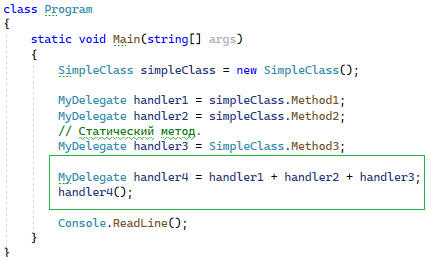 class Program
{
static void Main(string[] args)
{
SimpleClass simpleClass = new SimpleClass();
MyDelegate handler1 = simpleClass.Method1;
MyDelegate handler2 = simpleClass.Method2;
// Статический метод.
MyDelegate handler3 = SimpleClass.Method3;
MyDelegate handler4 = handler1 + handler2 + handler3;
handler4();
Console.ReadLine();
}
}